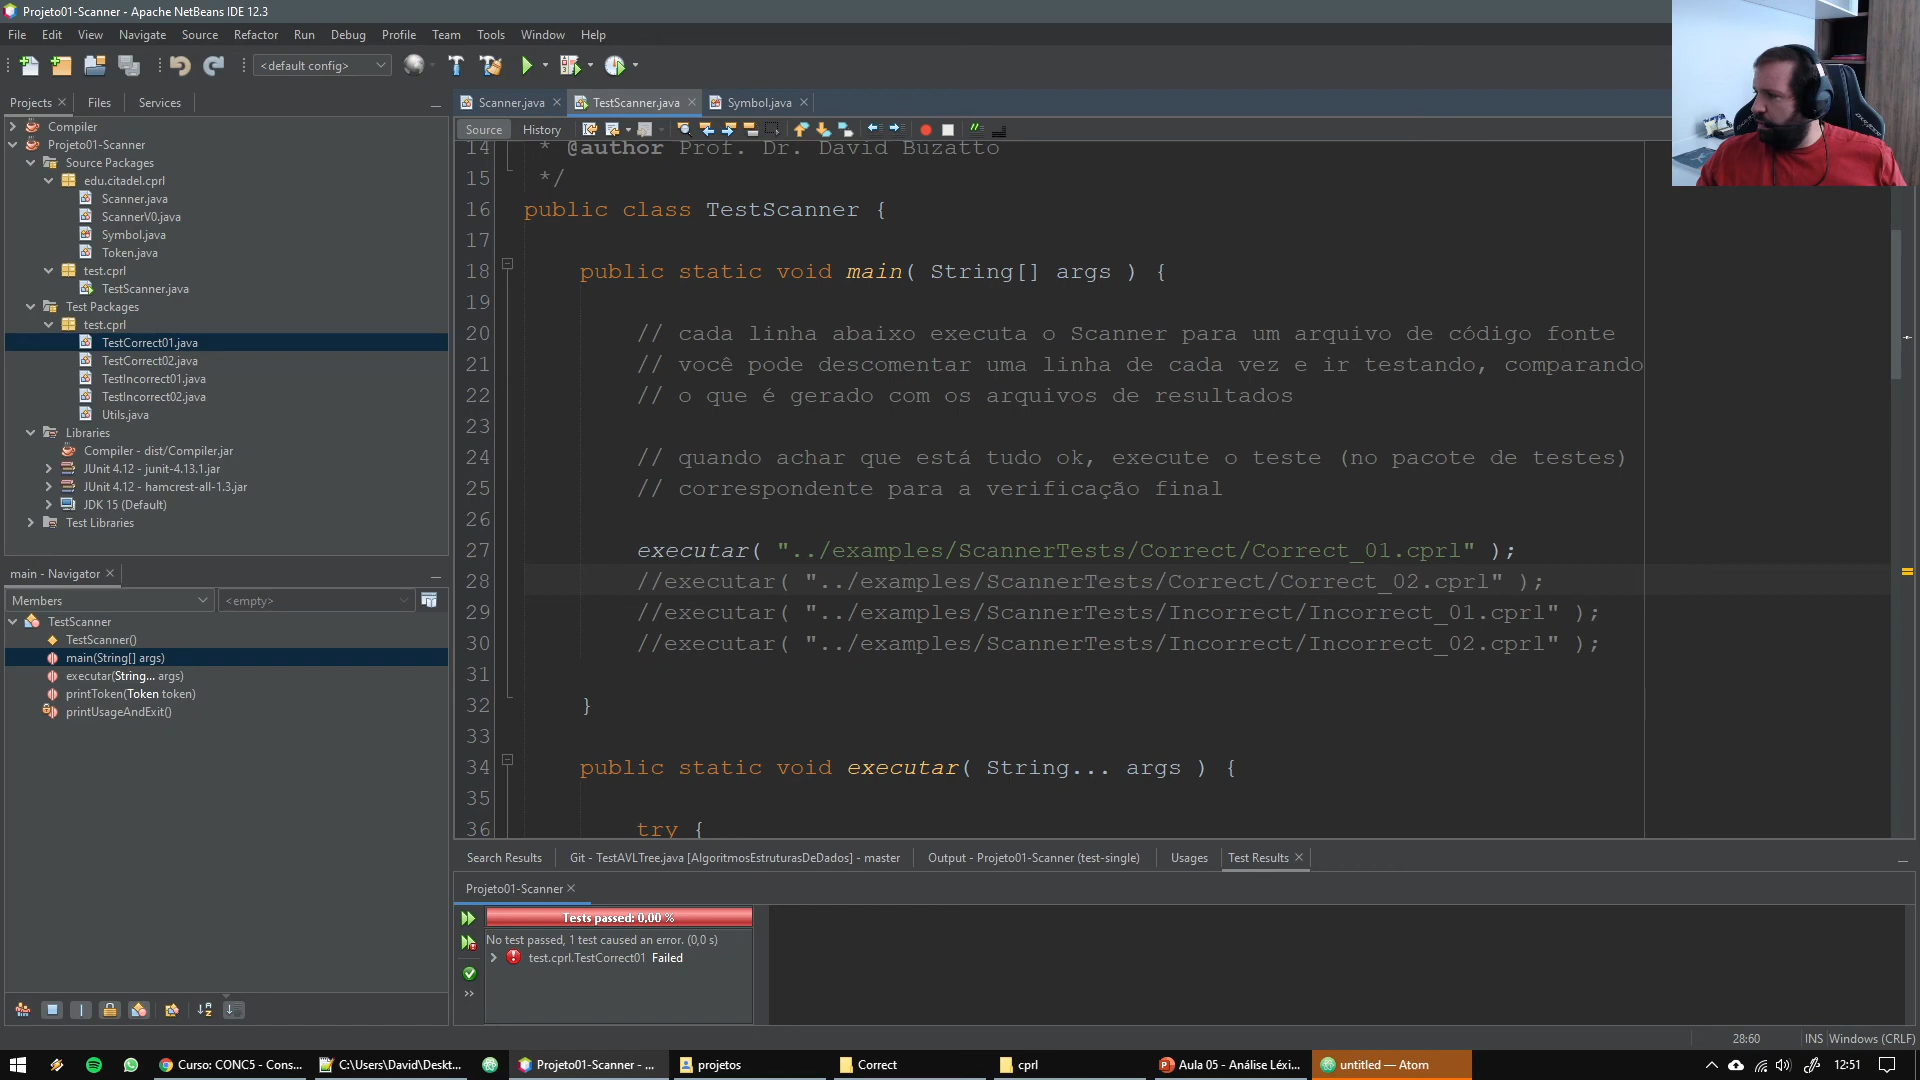 Projeto01-Scanner - Apache NetBeans IDE 12.3
File Edit View Navigate Source Refactor Run Debug Profile Team Tools Window Help
<default config>
Projects Files Services
Compiler
Projeto01-Scanner
Source Packages
edu.citadel.cprl
Scanner.java
ScannerV0.java
Symbol.java
Token.java
test.cprl
TestScanner.java
Test Packages
test.cprl
TestCorrect01.java
TestCorrect02.java
TestIncorrect01.java
TestIncorrect02.java
Utils.java
Libraries
Compiler - dist/Compiler.jar
JUnit 4.12 - junit-4.13.1.jar
JUnit 4.12 - hamcrest-all-1.3.jar
JDK 15 (Default)
Test Libraries
main - Navigator
Members <empty>
TestScanner
TestScanner()
main(String[] args)
executar(String... args)
printToken(Token token)
printUsageAndExit()
Scanner.java TestScanner.java Symbol.java
Source History
14 * @author Prof. Dr. David Buzatto
15 */
16 public class TestScanner {
17
18 public static void main( String[] args ) {
19
20 // cada linha abaixo executa o Scanner para um arquivo de código fonte
21 // você pode descomentar uma linha de cada vez e ir testando, comparando
22 // o que é gerado com os arquivos de resultados
23
24 // quando achar que está tudo ok, execute o teste (no pacote de testes)
25 // correspondente para a verificação final
26
27 executar( "../examples/ScannerTests/Correct/Correct_01.cprl" );
28 //executar( "../examples/ScannerTests/Correct/Correct_02.cprl" );
29 //executar( "../examples/ScannerTests/Incorrect/Incorrect_01.cprl" );
30 //executar( "../examples/ScannerTests/Incorrect/Incorrect_02.cprl" );
31
32 }
33
34 public static void executar( String... args ) {
35
36 try {
Search Results Git - TestAVLTree.java [AlgoritmosEstruturasDeDados] - master Output - Projeto01-Scanner (test-single) Usages Test Results
Projeto01-Scanner
Tests passed: 0,00 %
No test passed, 1 test caused an error. (0,0 s)
test.cprl.TestCorrect01 Failed
28:60 INS Windows (CRLF)
Curso: CONC5 - Cons... C:\Users\David\Deskt... Projeto01-Scanner - ... projetos Correct cprl Aula 05 - Análise Léxi... untitled — Atom 12:51